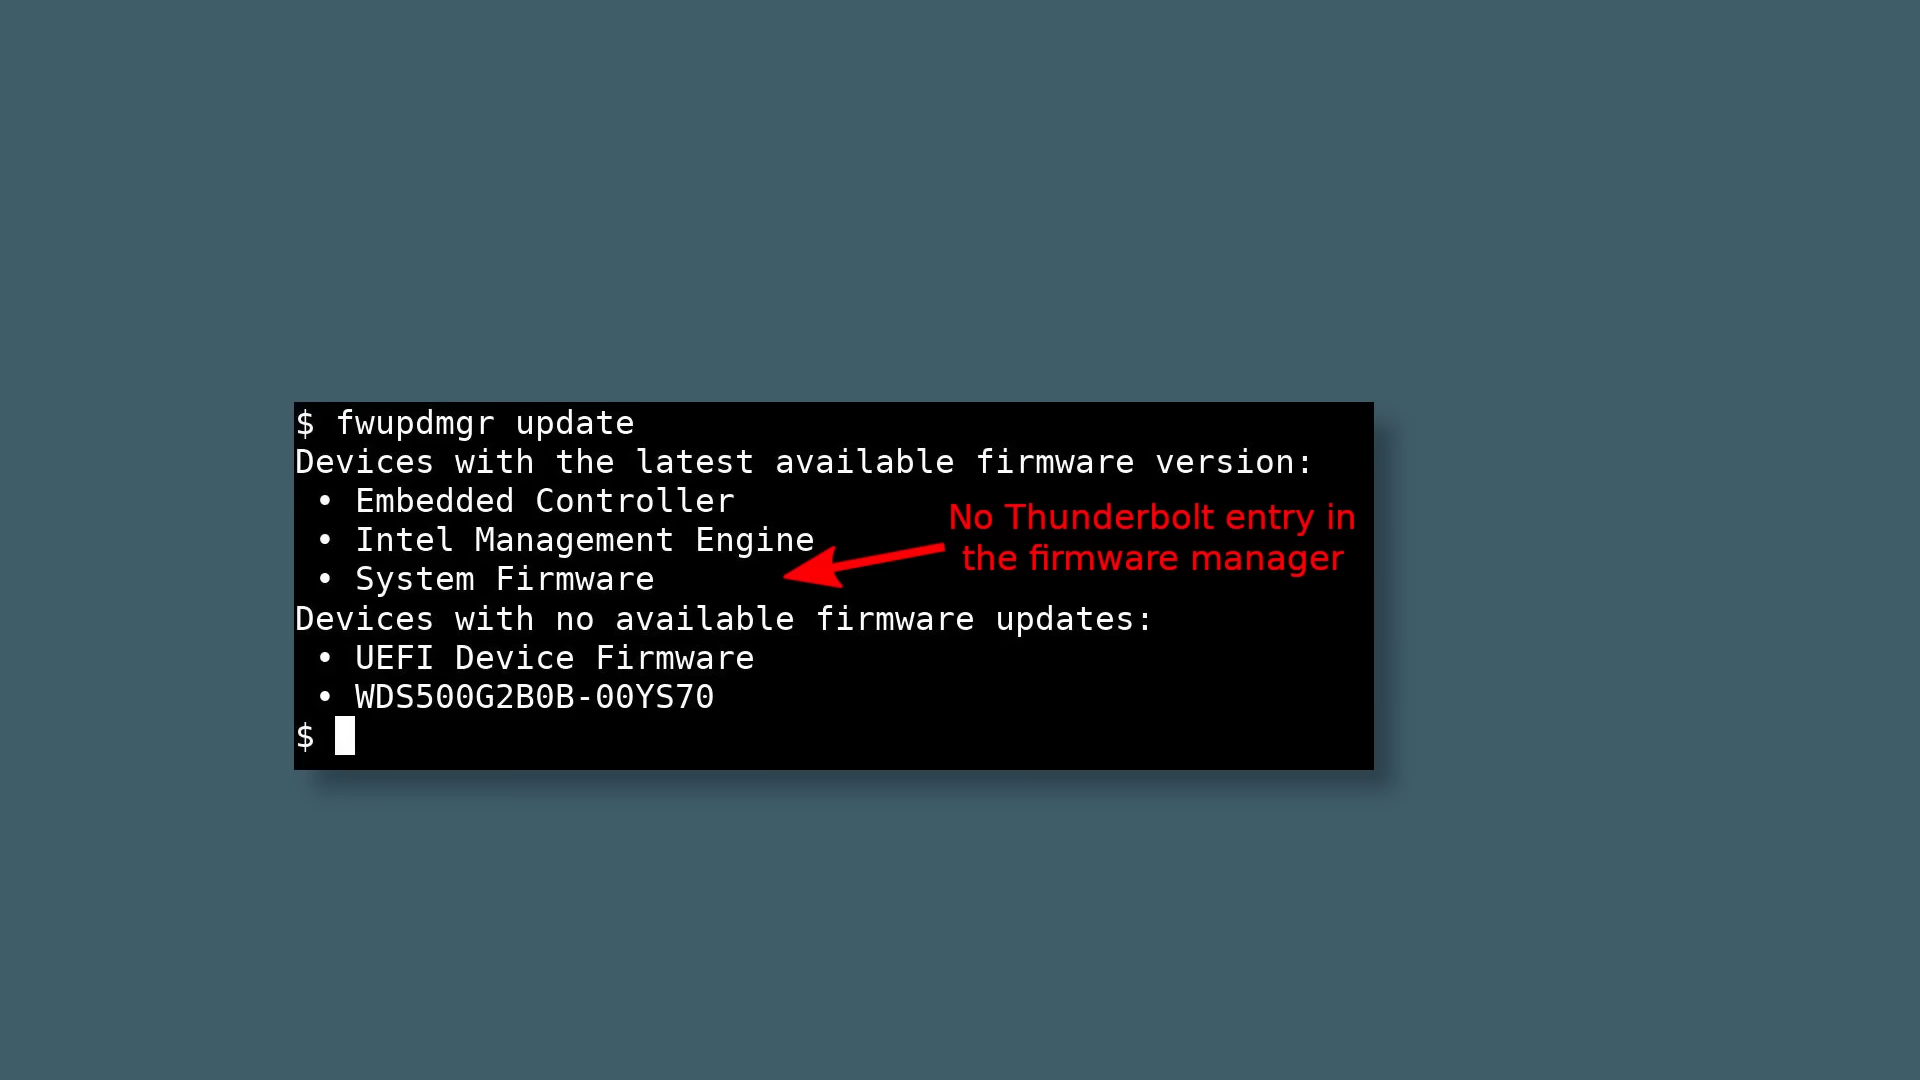 $ fwupdmgr update
Devices with the latest available firmware version:
• Embedded Controller
• Intel Management Engine
• System Firmware
No Thunderbolt entry in
the firmware manager
Devices with no available firmware updates:
• UEFI Device Firmware
• WDS500G2B0B-00YS70
$